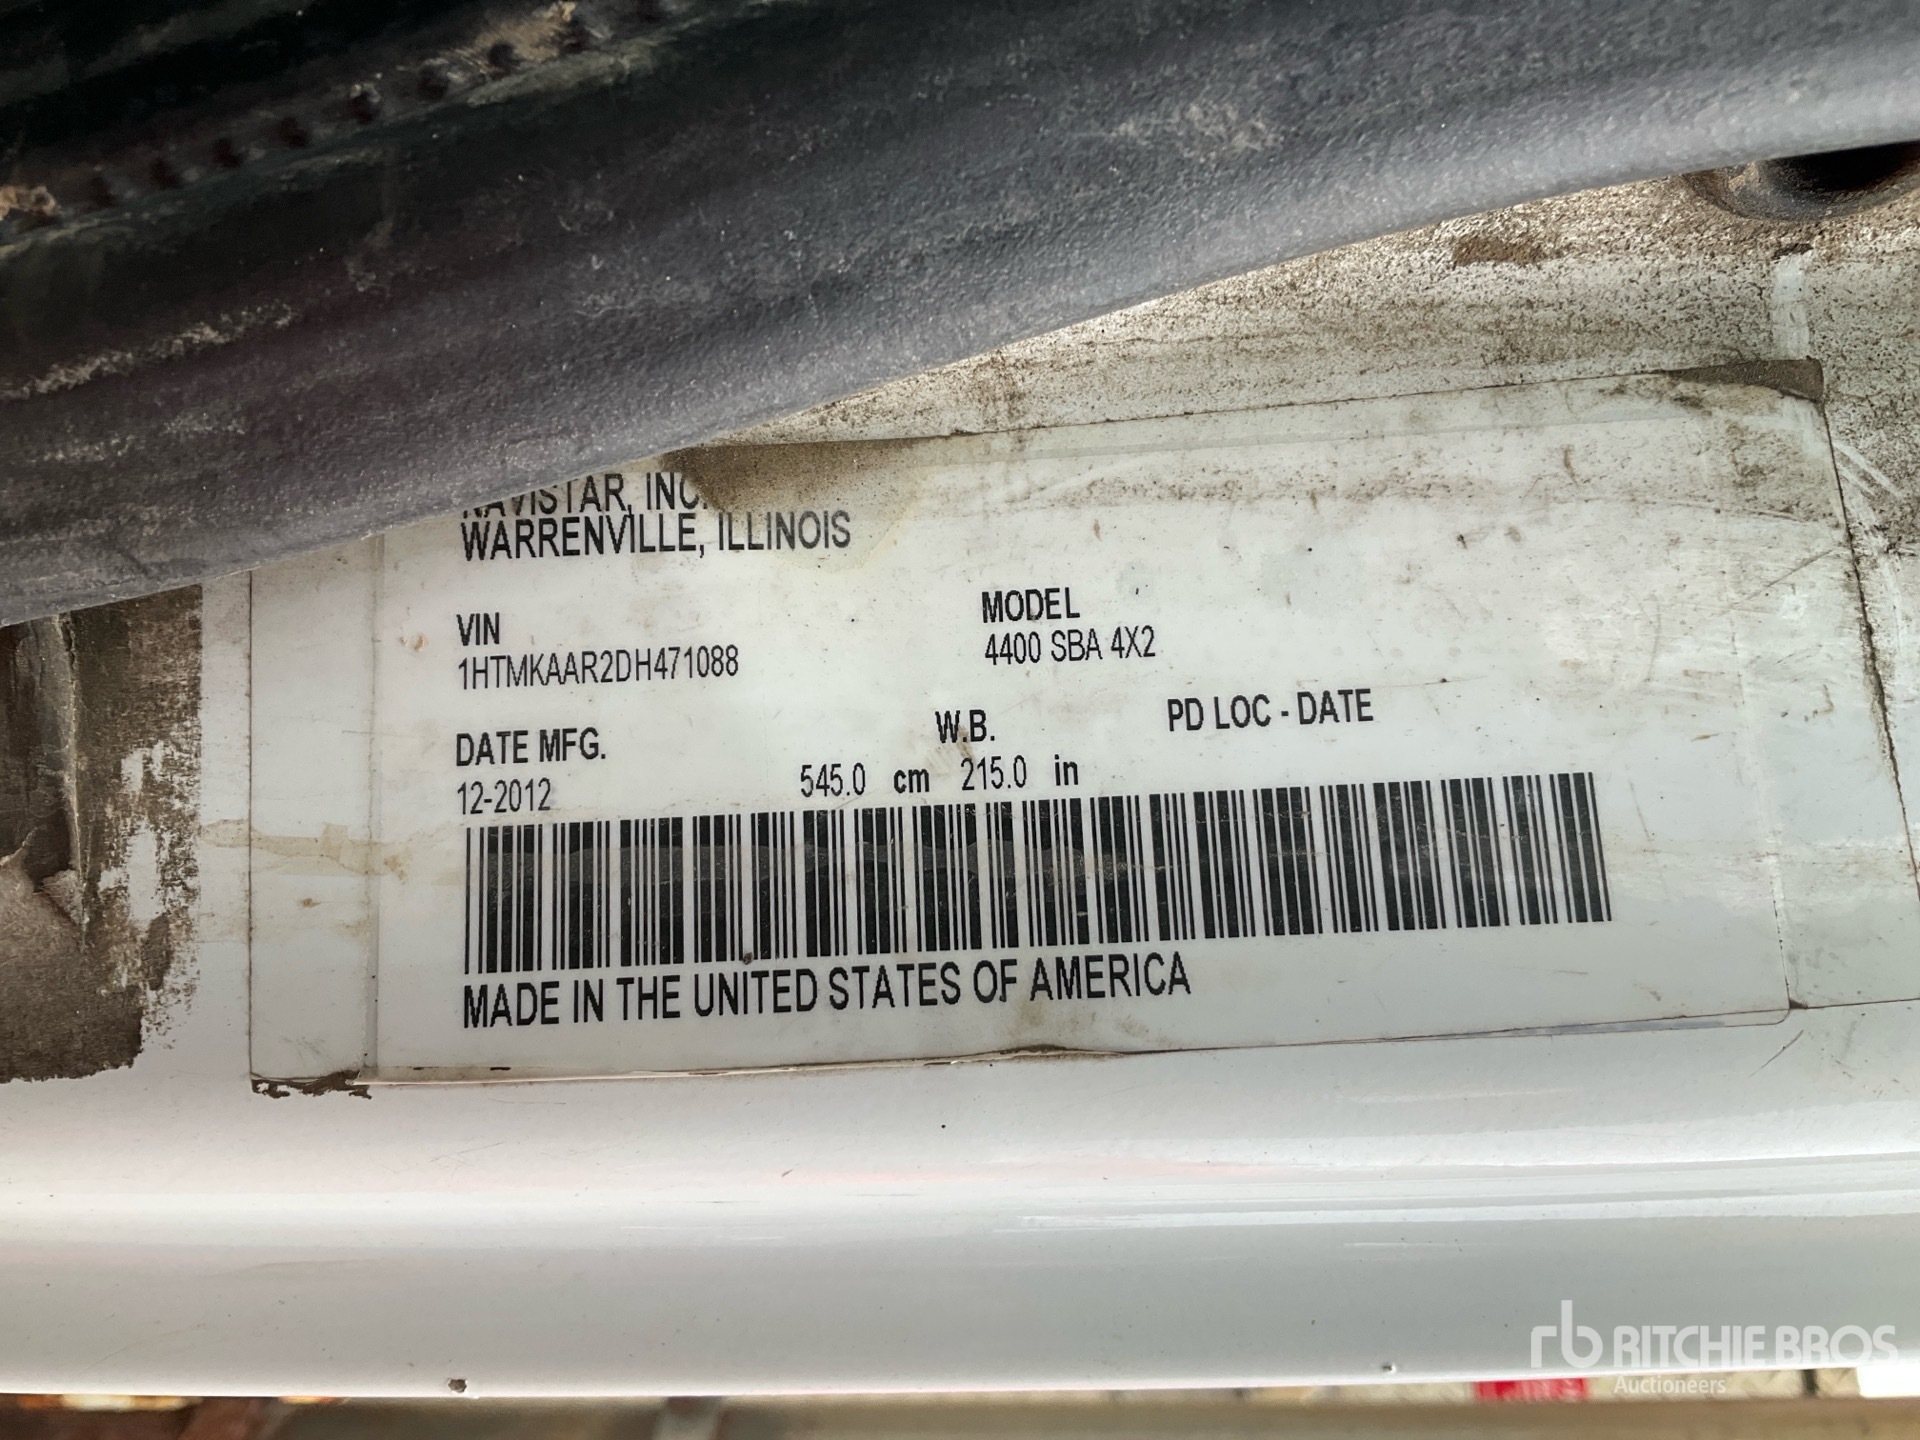 NAVISTAR, INC.
WARRENVILLE, ILLINOIS
VIN
1HTMKAAR2DH471088
MODEL
4400 SBA 4X2
DATE MFG.
12-2012
W.B.
545.0 cm 215.0 in
PD LOC - DATE
MADE IN THE UNITED STATES OF AMERICA
rb RITCHIE BROS
Auctioneers